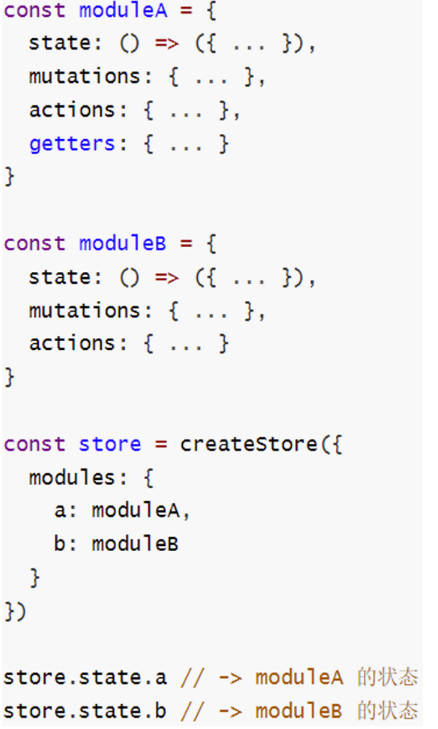 const moduleA = {
  state: () => ({ ... }),
  mutations: { ... },
  actions: { ... },
  getters: { ... }
}

const moduleB = {
  state: () => ({ ... }),
  mutations: { ... },
  actions: { ... }
}

const store = createStore({
  modules: {
    a: moduleA,
    b: moduleB
  }
})

store.state.a // -> moduleA 的状态
store.state.b // -> moduleB 的状态